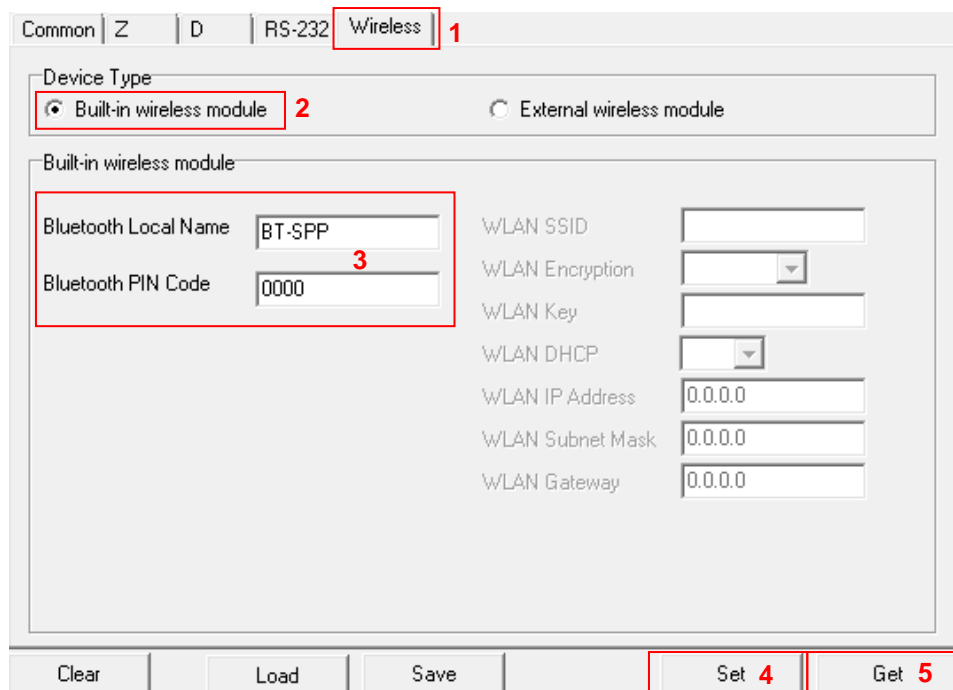 Common Z D RS-232 Wireless 1
Device Type
Built-in wireless module 2 External wireless module
Built-in wireless module
Bluetooth Local Name BT-SPP
3
Bluetooth PIN Code 0000
WLAN SSID
WLAN Encryption
WLAN Key
WLAN DHCP
WLAN IP Address 0.0.0.0
WLAN Subnet Mask 0.0.0.0
WLAN Gateway 0.0.0.0
Clear Load Save Set 4 Get 5